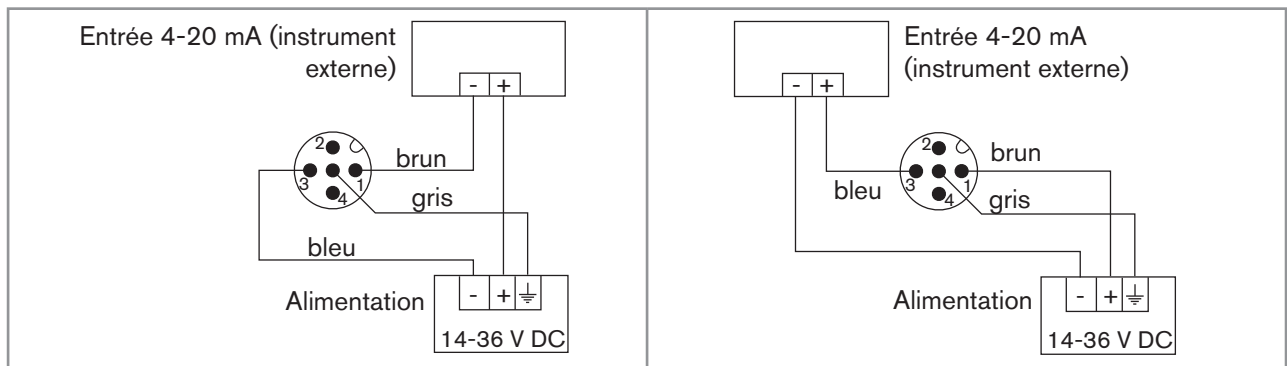 Entrée 4-20 mA (instrument
externe)
- +
2
3
1
4
brun
gris
bleu
Alimentation
- +
14-36 V DC
Entrée 4-20 mA
(instrument externe)
- +
2
3
1
4
brun
bleu
gris
Alimentation
- +
14-36 V DC